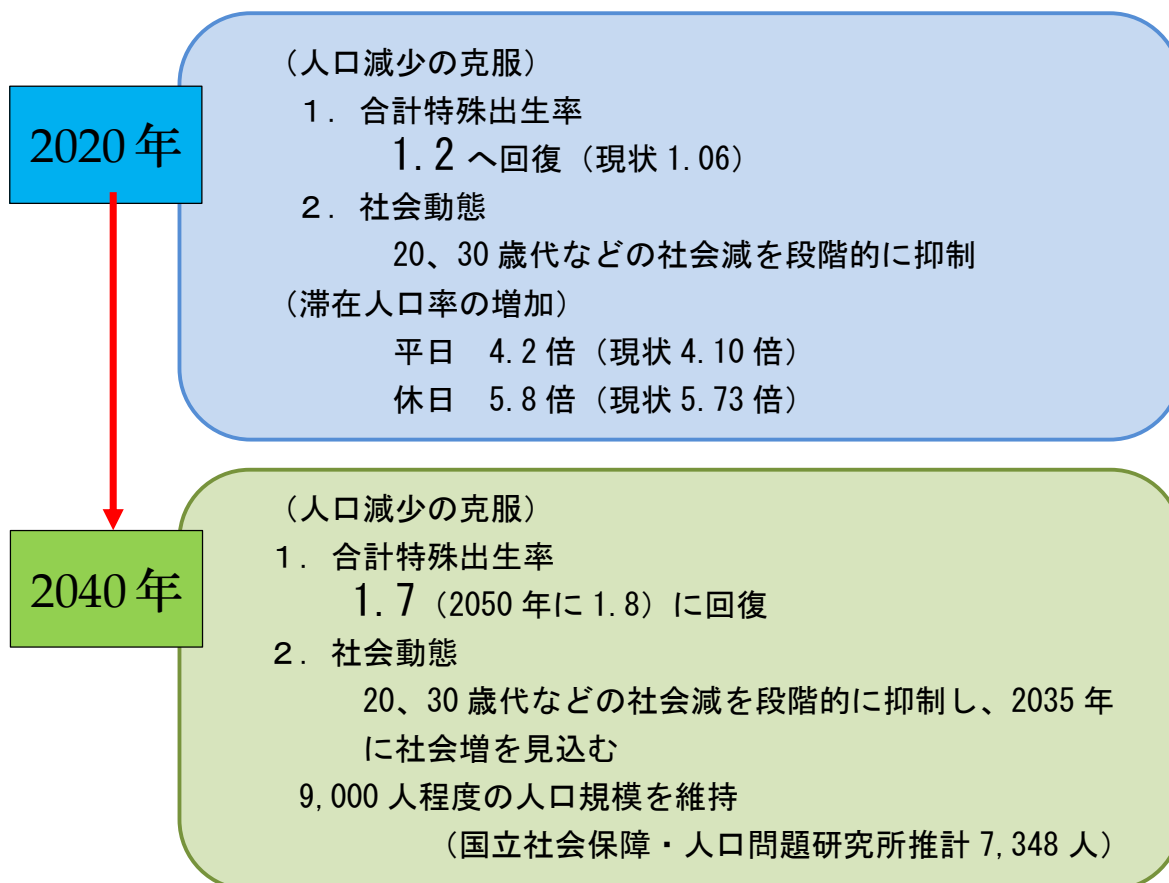 2020年
（人口減少の克服）
１．合計特殊出生率
1.2 へ回復（現状 1.06）
２．社会動態
20、30 歳代などの社会減を段階的に抑制
（滞在人口率の増加）
平日　4.2 倍（現状 4.10 倍）
休日　5.8 倍（現状 5.73 倍）
2040年
（人口減少の克服）
１．合計特殊出生率
1.7（2050 年に 1.8）に回復
２．社会動態
20、30 歳代などの社会減を段階的に抑制し、2035 年
に社会増を見込む
9,000 人程度の人口規模を維持
（国立社会保障・人口問題研究所推計 7,348 人）